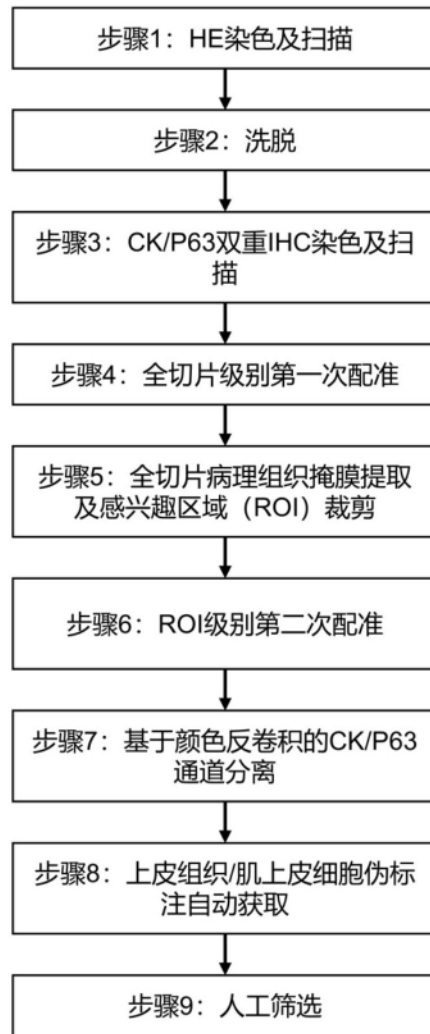 步骤1：HE染色及扫描
步骤2：洗脱
步骤3：CK/P63双重IHC染色及扫
描
步骤4：全切片级别第一次配准
步骤5：全切片病理组织掩膜提取
及感兴趣区域（ROI）裁剪
步骤6：ROI级别第二次配准
步骤7：基于颜色反卷积的CK/P63
通道分离
步骤8：上皮组织/肌上皮细胞伪标
注自动获取
步骤9：人工筛选